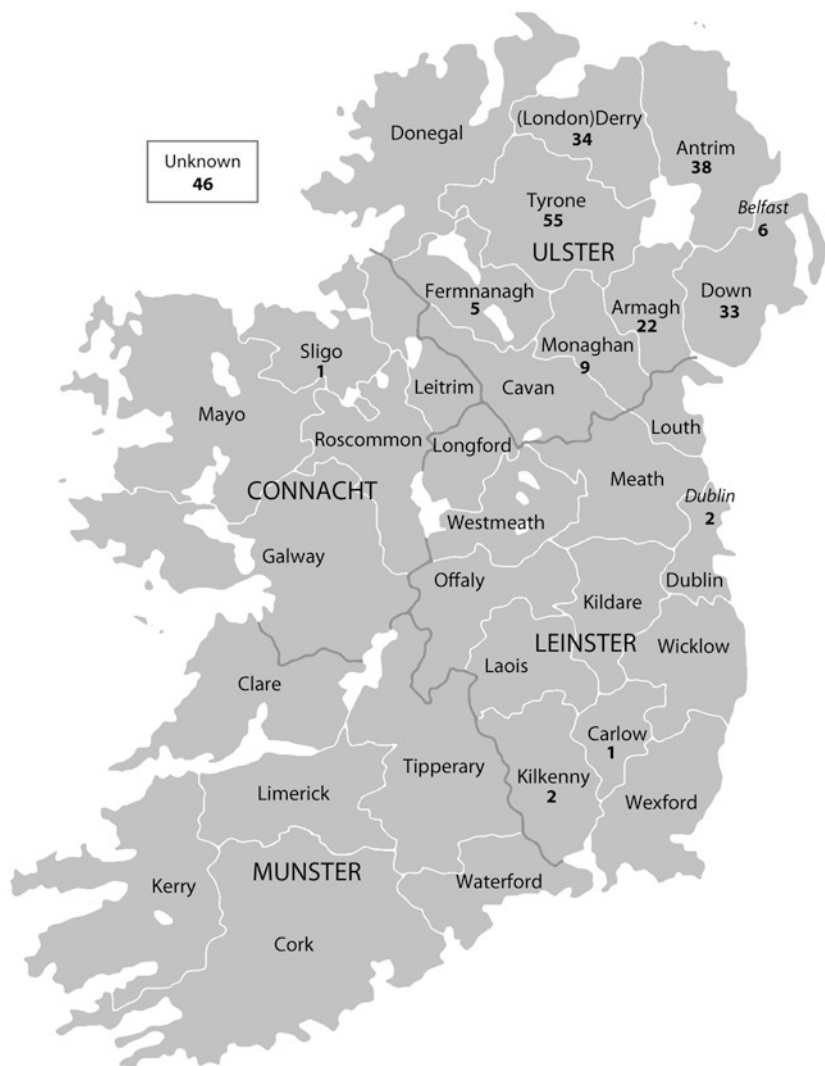 (London)Derry
34
Donegal
Antrim
38
Unknown
46
Tyrone
55
Belfast
6
ULSTER
Fermnanagh
5
Armagh
22
Down
33
Sligo
1
Monaghan
9
Leitrim
Cavan
Mayo
Roscommon
Longford
Louth
Meath
CONNACHT
Dublin
2
Westmeath
Galway
Offaly
Dublin
Kildare
LEINSTER
Wicklow
Laois
Clare
Carlow
1
Tipperary
Kilkenny
2
Limerick
Wexford
MUNSTER
Waterford
Kerry
Cork